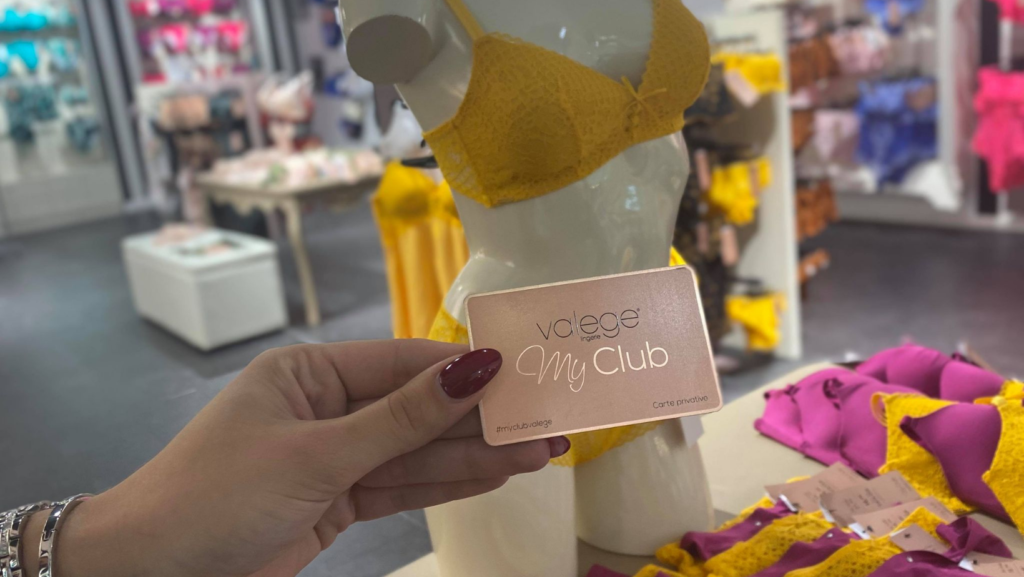 valege®
lingerie
My Club
Carte privative
#myclubvalege